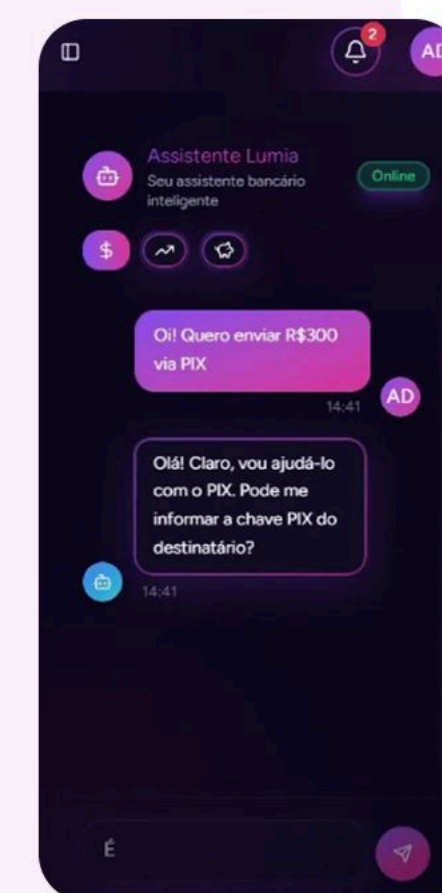 2
AD
Assistente Lumia
Seu assistente bancário
inteligente
Online
$
Oi! Quero enviar R$300
via PIX
AD
14:41
Olá! Claro, vou ajudá-lo
com o PIX. Pode me
informar a chave PIX do
destinatário?
14:41
É